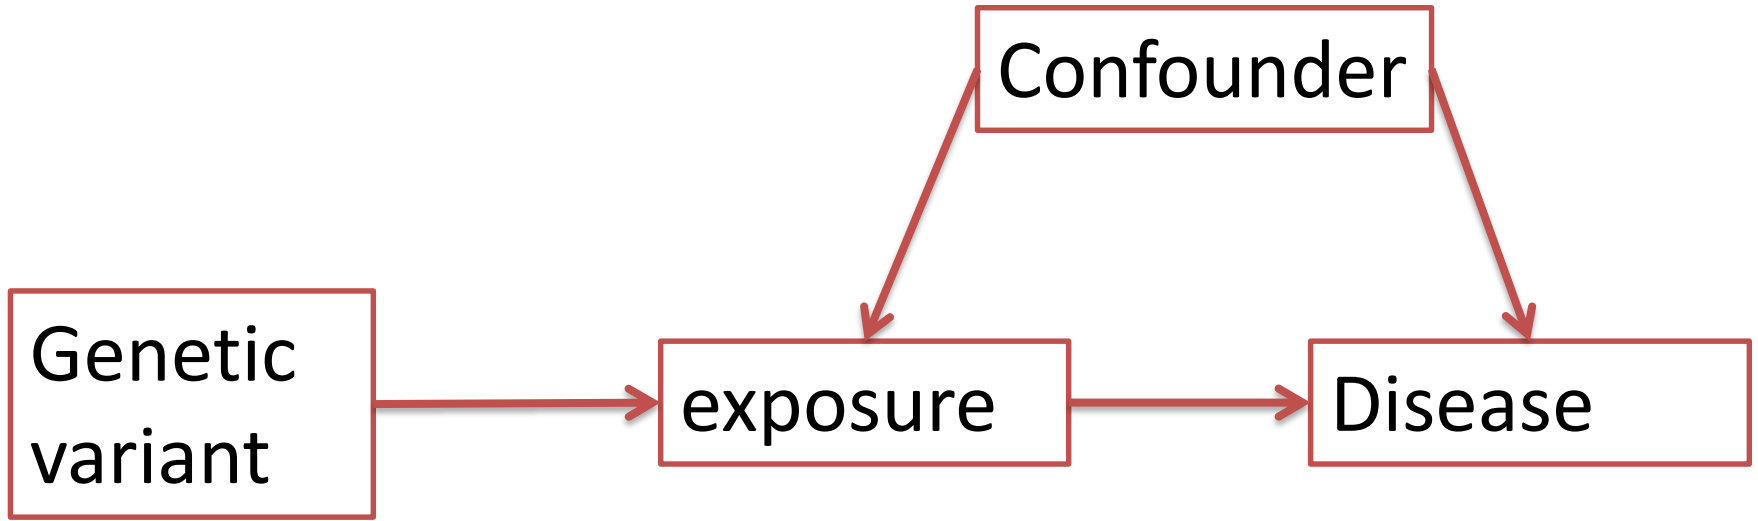 Confounder
Genetic
variant
exposure
Disease